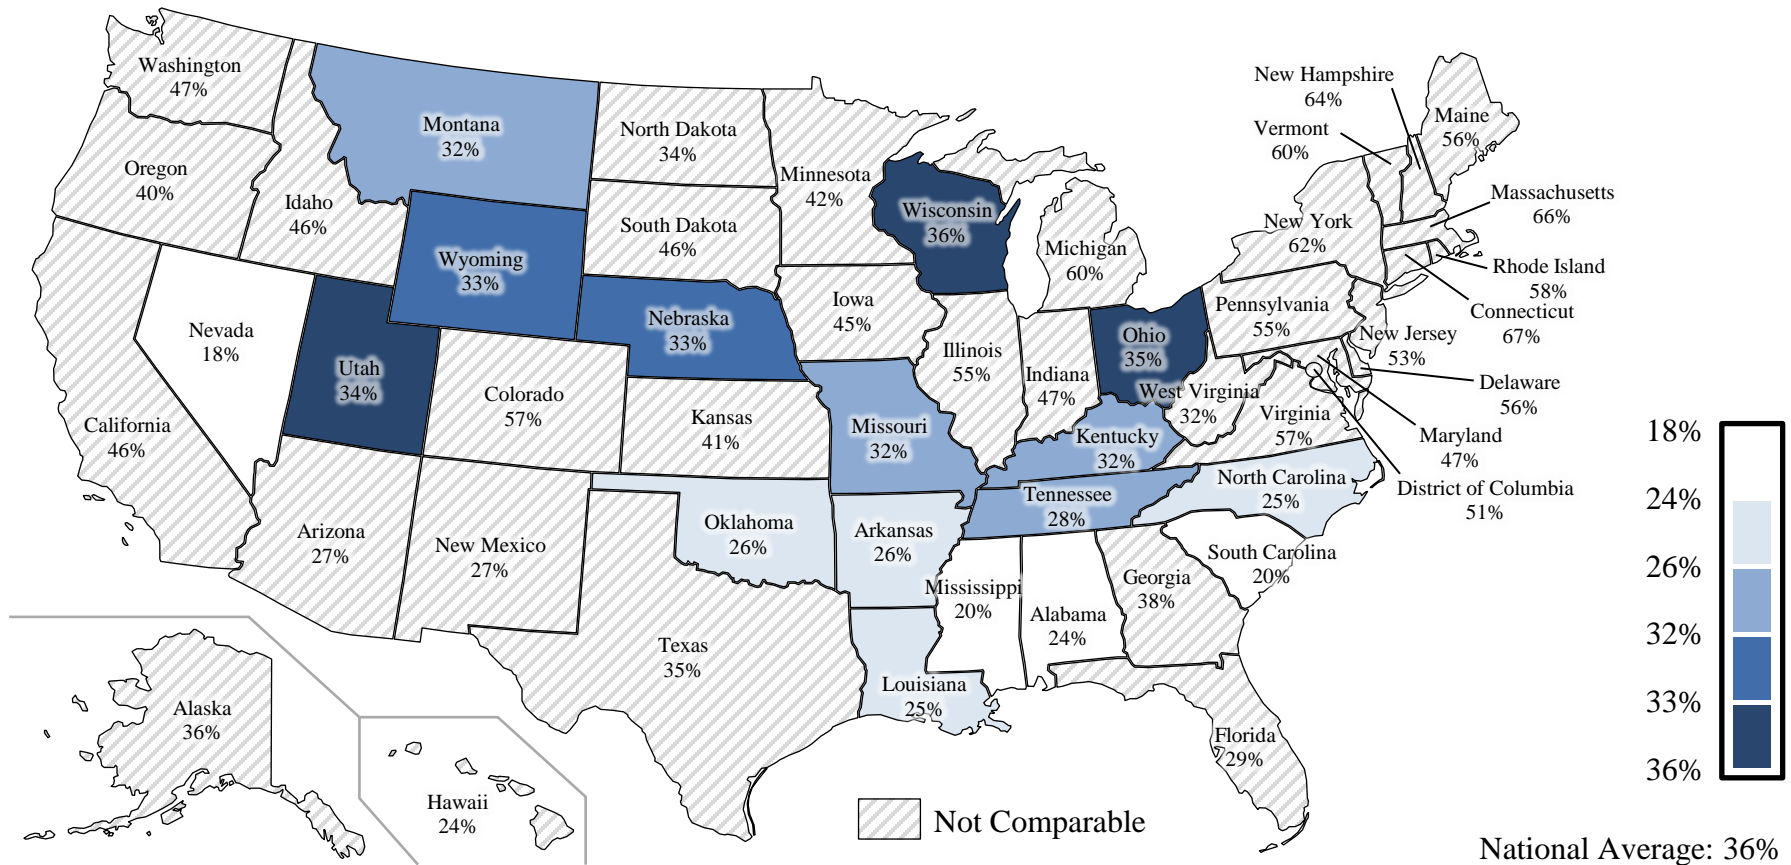 Washington
47%
Oregon
40%
California
46%
Nevada
18%
Idaho
46%
Montana
32%
Wyoming
33%
Utah
34%
Arizona
27%
Colorado
57%
New Mexico
27%
North Dakota
34%
South Dakota
46%
Nebraska
33%
Kansas
41%
Oklahoma
26%
Texas
35%
Minnesota
42%
Iowa
45%
Missouri
32%
Arkansas
26%
Louisiana
25%
Wisconsin
36%
Illinois
55%
Michigan
60%
Indiana
47%
Ohio
35%
Kentucky
32%
Tennessee
28%
Mississippi
20%
Alabama
24%
Georgia
38%
Florida
29%
South Carolina
20%
North Carolina
25%
Virginia
57%
West Virginia
32%
Pennsylvania
55%
New York
62%
New Hampshire
64%
Vermont
60%
Maine
56%
Massachusetts
66%
Rhode Island
58%
Connecticut
67%
New Jersey
53%
Delaware
56%
Maryland
47%
District of Columbia
51%
Alaska
36%
Hawaii
24%
Not Comparable
18%
24%
26%
32%
33%
36%
National Average: 36%